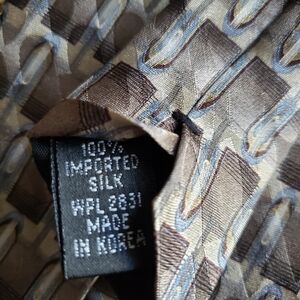 100%
IMPORTED
SILK
WPL 2831
MADE
IN KOREA